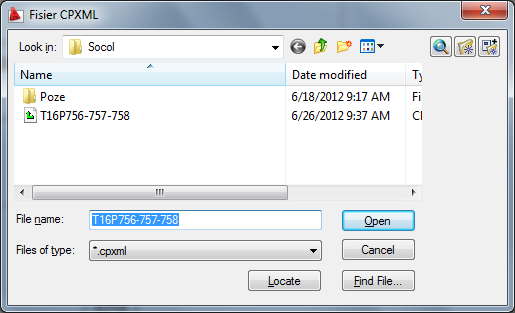 Fisier CPXML
Look in: Socol
Name Date modified Ty
Poze 6/18/2012 9:17 AM Fi
T16P756-757-758 6/26/2012 9:37 AM CI
File name: T16P756-757-758 Open
Files of type: *.cpxml Cancel
Locate Find File...